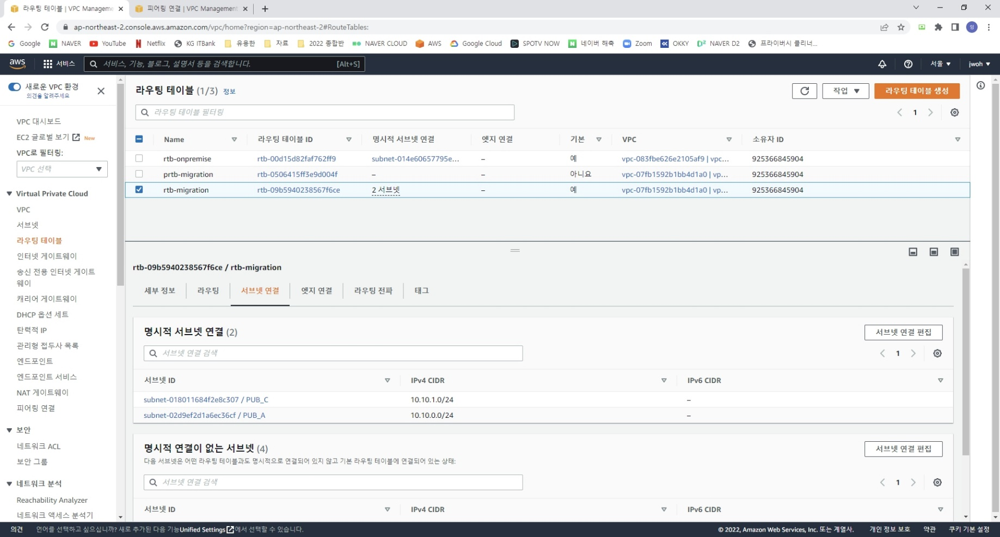 라우팅 테이블 | VPC Manageme
피어링 연결 | VPC Management
ap-northeast-2.console.aws.amazon.com/vpc/home?region=ap-northeast-2#RouteTables:
Google NAVER YouTube Netflix KG ITBank 유용한 자료 2022 종합반 NAVER CLOUD AWS Google Cloud SPOTV NOW 네이버 해축 Zoom OKKY NAVER D2 프라이버시 클리너...
aws 서비스 서비스, 기능, 블로그, 설명서 등을 검색합니다. [Alt+S] 서울 ▼ jwoh ▼
새로운 VPC 환경
의견을 알려주세요
VPC 대시보드
EC2 글로벌 보기 New
VPC로 필터링:
VPC 선택
Virtual Private Cloud
VPC
서브넷
라우팅 테이블
인터넷 게이트웨이
송신 전용 인터넷 게이트
웨이
캐리어 게이트웨이
DHCP 옵션 세트
탄력적 IP
관리형 접두사 목록
엔드포인트
엔드포인트 서비스
NAT 게이트웨이
피어링 연결
보안
네트워크 ACL
보안 그룹
네트워크 분석
Reachability Analyzer
네트워크 액세스 분석기
라우팅 테이블 (1/3) 정보
작업 ▼
라우팅 테이블 생성
라우팅 테이블 필터링
1
Name 라우팅 테이블 ID 명시적 서브넷 연결 엣지 연결 기본 VPC 소유자 ID
rtb-onpremise rtb-00d15d82faf762ff9 subnet-014e60657795e... – 예 vpc-083fbe626e2105af9 | vpc... 925366845904
prtb-migration rtb-0506415ff3e9d004f – – 아니요 vpc-07fb1592b1bb4d1a0 | vp... 925366845904
rtb-migration rtb-09b5940238567f6ce 2 서브넷 – 예 vpc-07fb1592b1bb4d1a0 | vp... 925366845904
rtb-09b5940238567f6ce / rtb-migration
세부 정보 라우팅 서브넷 연결 엣지 연결 라우팅 전파 태그
명시적 서브넷 연결 (2)
서브넷 연결 편집
서브넷 연결 검색
1
서브넷 ID IPv4 CIDR IPv6 CIDR
subnet-018011684f2e8c307 / PUB_C 10.10.1.0/24 –
subnet-02d9ef2d1a6ec36cf / PUB_A 10.10.0.0/24 –
명시적 연결이 없는 서브넷 (4)
서브넷 연결 편집
다음 서브넷은 어떤 라우팅 테이블과도 명시적으로 연결되어 있지 않고 기본 라우팅 테이블에 연결되어 있는 상태:
서브넷 연결 검색
1
서브넷 ID IPv4 CIDR IPv6 CIDR
의견 언어를 선택하고 싶으십니까? 새로 추가된 다음 기능Unified Settings에서 선택할 수 있습니다. © 2022, Amazon Web Services, Inc. 또는 계열사. 개인 정보 보호 약관 쿠키 기본 설정